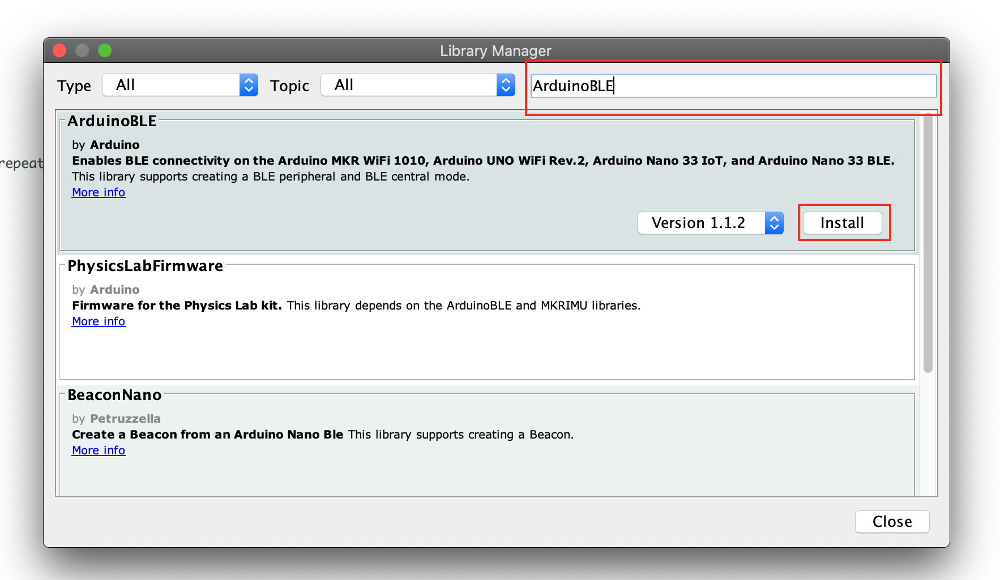 Library Manager
Type All Topic All ArduinoBLE
ArduinoBLE
by Arduino
Enables BLE connectivity on the Arduino MKR WiFi 1010, Arduino UNO WiFi Rev.2, Arduino Nano 33 IoT, and Arduino Nano 33 BLE.
This library supports creating a BLE peripheral and BLE central mode.
More info
Version 1.1.2 Install
PhysicsLabFirmware
by Arduino
Firmware for the Physics Lab kit. This library depends on the ArduinoBLE and MKRIMU libraries.
More info
BeaconNano
by Petruzzella
Create a Beacon from an Arduino Nano Ble This library supports creating a Beacon.
More info
Close
repeat